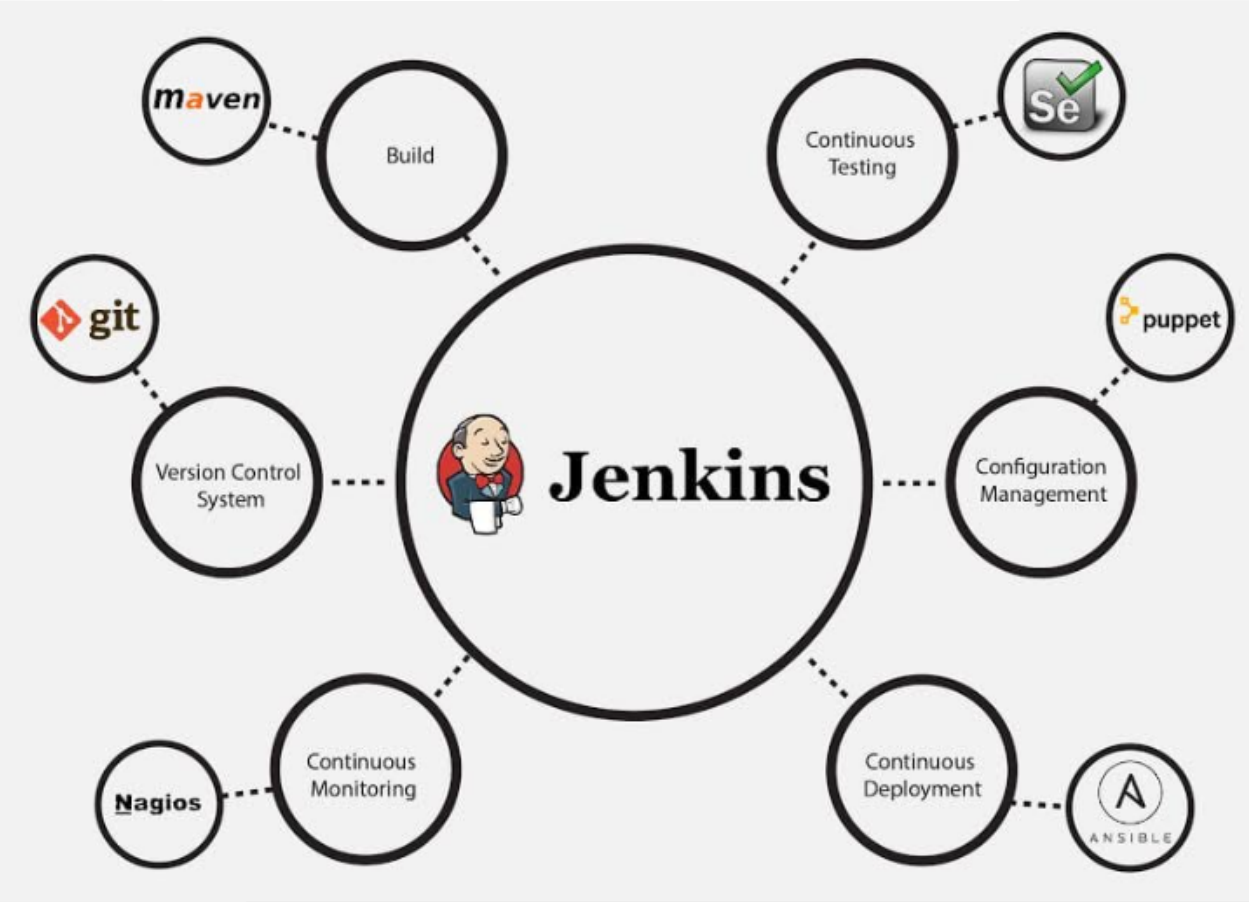 maven
Build
Continuous
Testing
Se
git
puppet
Version Control
System
Jenkins
Configuration
Management
Continuous
Monitoring
Nagios
Continuous
Deployment
ANSIBLE